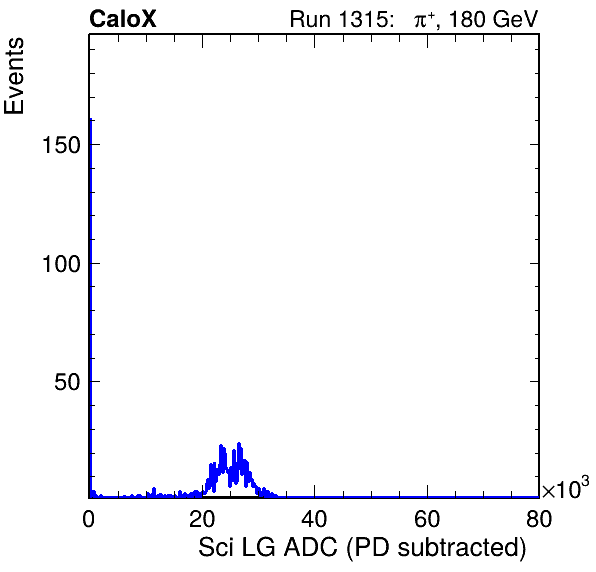 CaloX Run 1315: π⁺, 180 GeV
Events
150
100
50
0 20 40 60 80
×10³
Sci LG ADC (PD subtracted)